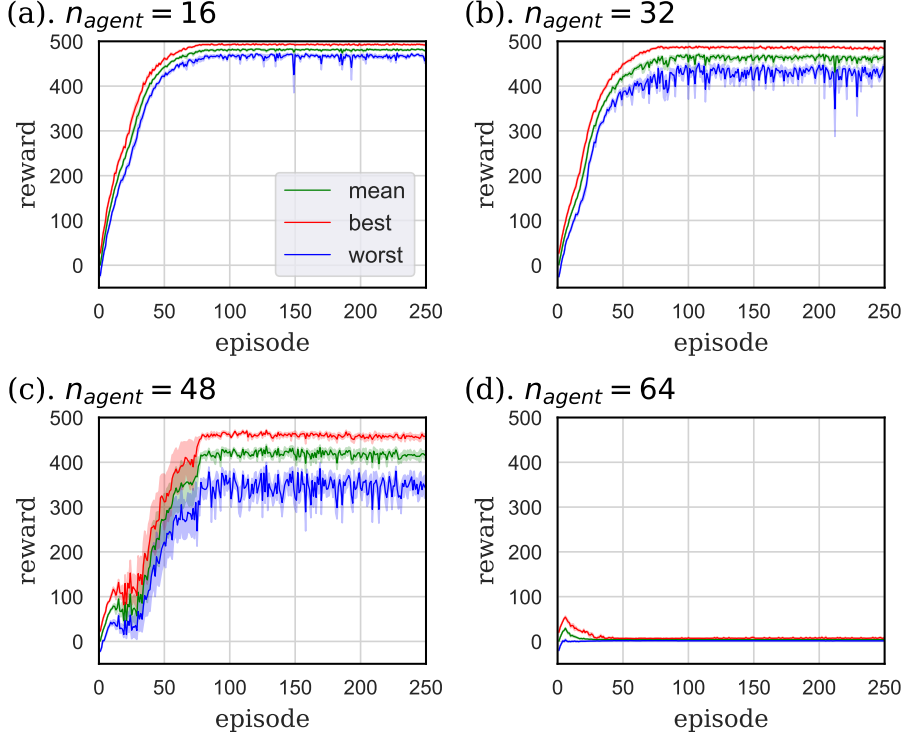 (a). n_agent = 16
500
400
300
200
100
0
reward
0 50 100 150 200 250
episode
mean
best
worst
(b). n_agent = 32
500
400
300
200
100
0
reward
0 50 100 150 200 250
episode
(c). n_agent = 48
500
400
300
200
100
0
reward
0 50 100 150 200 250
episode
(d). n_agent = 64
500
400
300
200
100
0
reward
0 50 100 150 200 250
episode